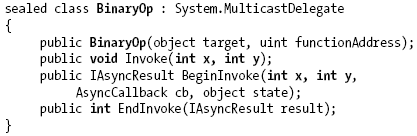 sealed class BinaryOp : System.MulticastDelegate
{
public BinaryOp(object target, uint functionAddress);
public void Invoke(int x, int y);
public IAsyncResult BeginInvoke(int x, int y,
AsyncCallback cb, object state);
public int EndInvoke(IAsyncResult result);
}